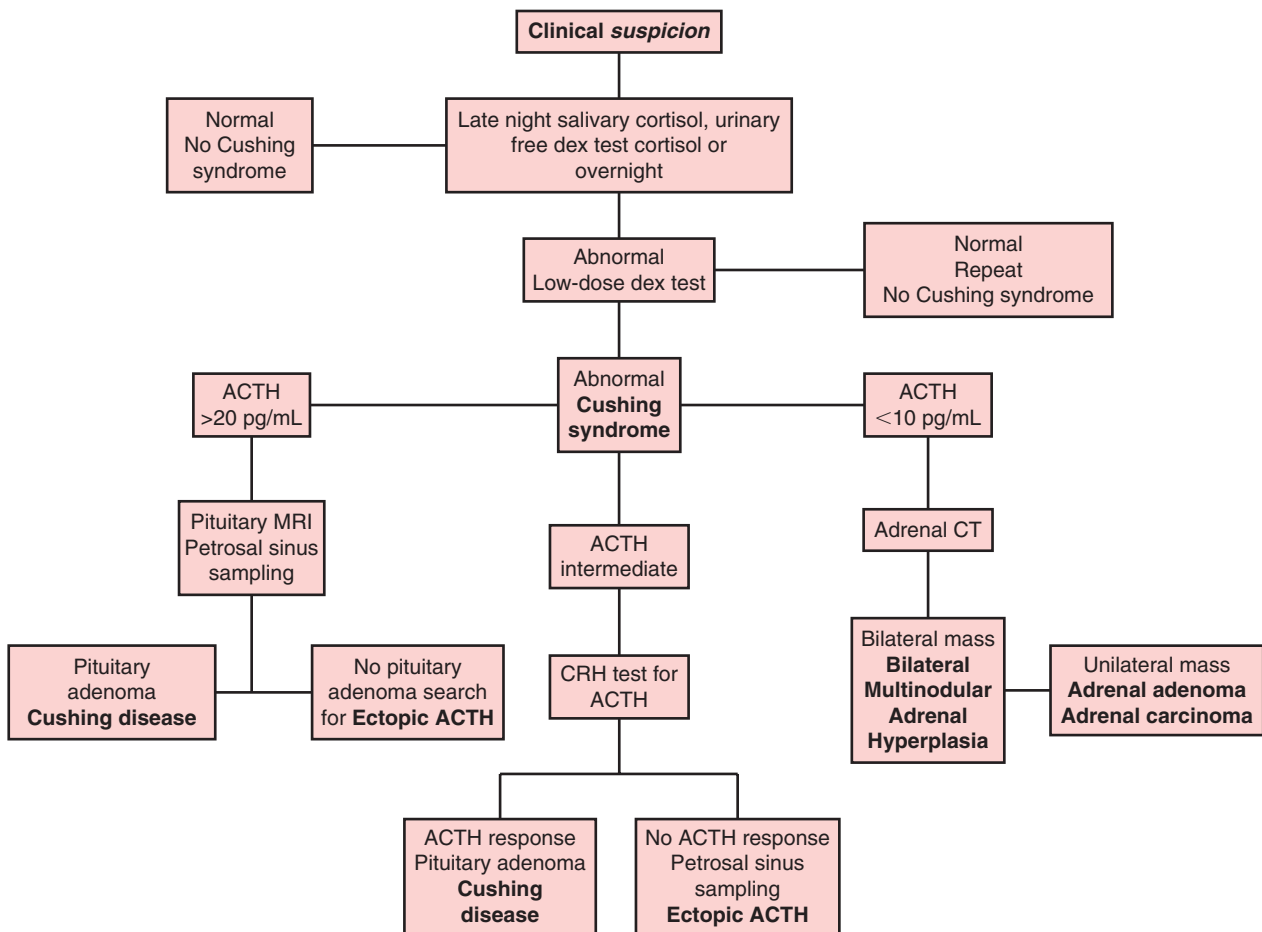 Clinical suspicion
Normal
No Cushing
syndrome
Late night salivary cortisol, urinary
free dex test cortisol or
overnight
Abnormal
Low-dose dex test
Normal
Repeat
No Cushing syndrome
ACTH
>20 pg/mL
Abnormal
Cushing
syndrome
ACTH
<10 pg/mL
Pituitary MRI
Petrosal sinus
sampling
ACTH
intermediate
Adrenal CT
Pituitary
adenoma
Cushing disease
No pituitary
adenoma search
for Ectopic ACTH
CRH test for
ACTH
Bilateral mass
Bilateral
Multinodular
Adrenal
Hyperplasia
Unilateral mass
Adrenal adenoma
Adrenal carcinoma
ACTH response
Pituitary adenoma
Cushing
disease
No ACTH response
Petrosal sinus
sampling
Ectopic ACTH